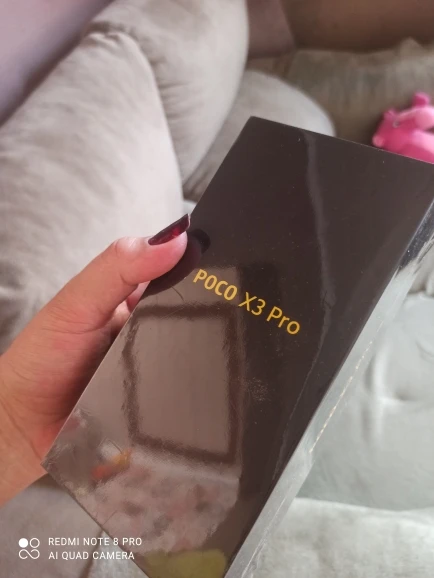 POCO X3 Pro
REDMI NOTE 8 PRO
AI QUAD CAMERA